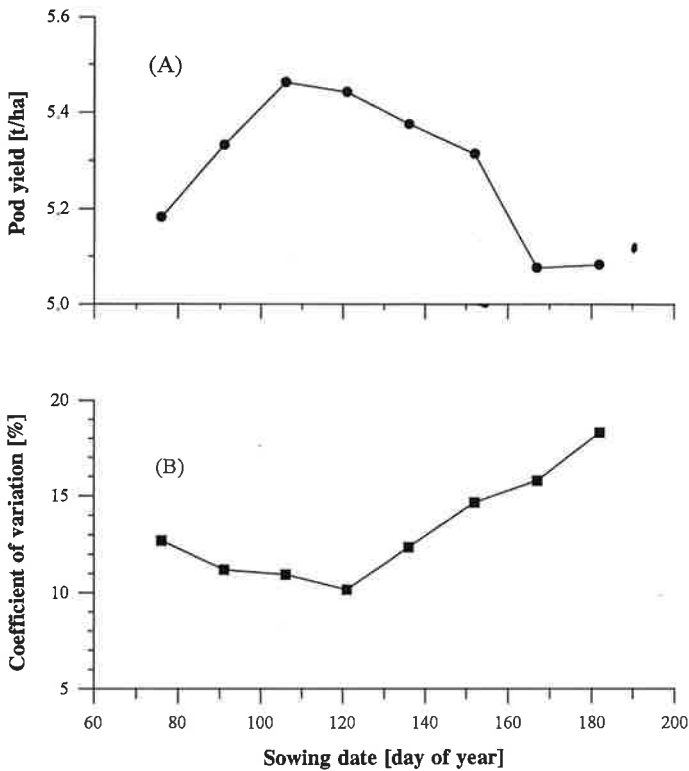 5.6
(A)
5.4
Pod yield [t/ha]
5.2
5.0
20
Coefficient of variation [%]
15
(B)
10
5
60 80 100 120 140 160 180 200
Sowing date [day of year]